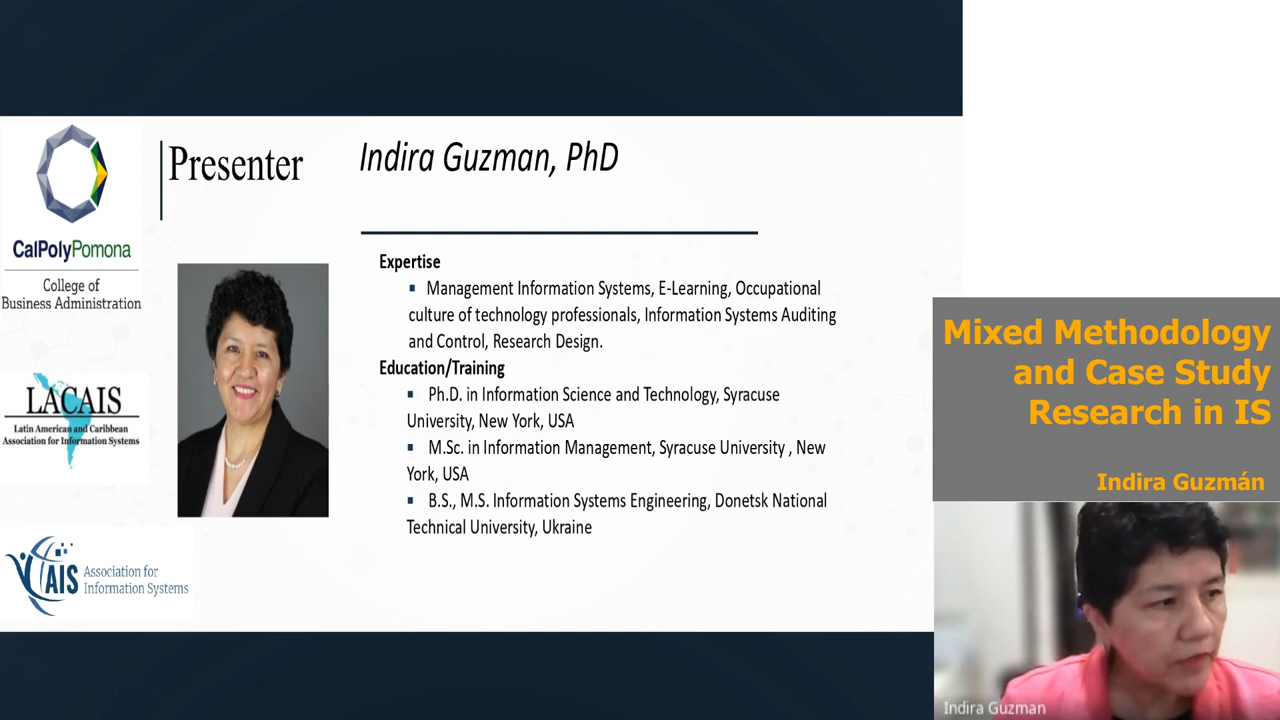 CalPolyPomona
College of
Business Administration
LACAIS
Latin American and Caribbean
Association for Information Systems
AIS
Association for
Information Systems
Presenter
Indira Guzman, PhD
Expertise
▪ Management Information Systems, E-Learning, Occupational
culture of technology professionals, Information Systems Auditing
and Control, Research Design.
Education/Training
▪ Ph.D. in Information Science and Technology, Syracuse
University, New York, USA
▪ M.Sc. in Information Management, Syracuse University , New
York, USA
▪ B.S., M.S. Information Systems Engineering, Donetsk National
Technical University, Ukraine
Mixed Methodology
and Case Study
Research in IS
Indira Guzmán
Indira Guzman